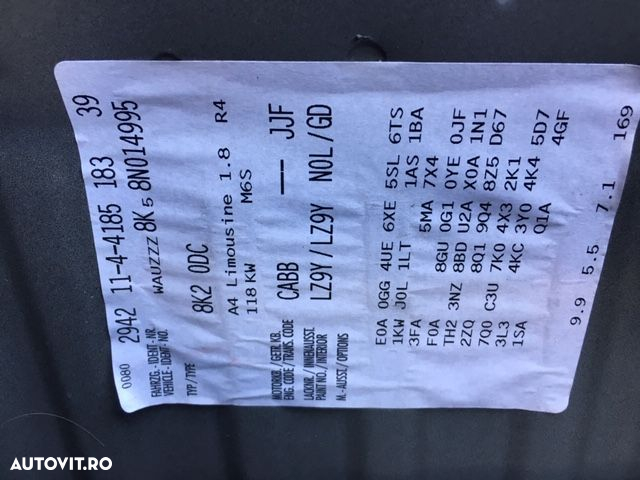 0080 2942 11-4-4185 183 39
FAHRZG.-IDENT-NR.
VEHICLE-IDENT-NO.
WAUZZZ 8K5 8N014995
TYP/TYPE
8K2 0DC
A4 Limousine 1.8 R4
118 KW M6S
MOTORKB./GETR.KB.
ENG.CODE/TRANS.CODE
CABB --- JJF
LACKNR./INNENAUSST.
PAINT NO./INTERIOR
LZ9Y/LZ9Y N0L/GD
M.-AUSST./OPTIONS
E0A 0GG 4UE 6XE 5SL 6TS
1KW J0L 1LT 1AS 1BA
3FA 5MA 7X4
F0A 8GU 0G1 0YE 0JF
TH2 3NZ 8BD U2A X0A 1N1
2ZQ 8Q1 9Q4 8Z5 D67
7Q0 C3U 7K0 4X3 2K1
3L3 4KC 3Y0 4K4 5D7
1SA Q1A 4GF
9.9 5.5 7.1 169
AUTOVIT.RO